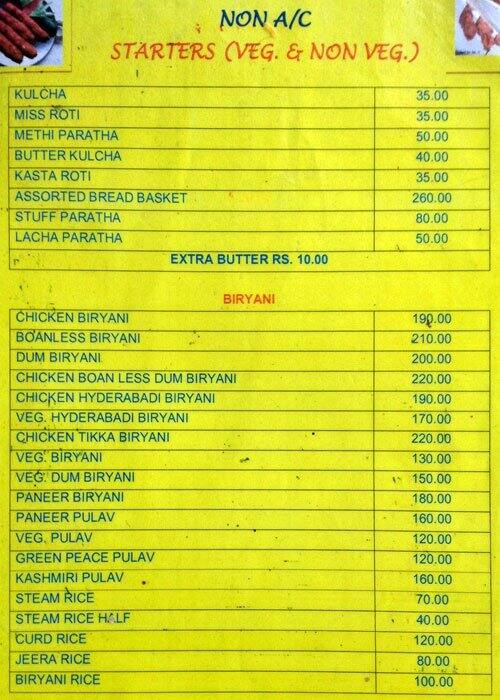 NON A/C
STARTERS (VEG. & NON VEG.)
KULCHA 35.00
MISS ROTI 35.00
METHI PARATHA 50.00
BUTTER KULCHA 40.00
KASTA ROTI 35.00
ASSORTED BREAD BASKET 260.00
STUFF PARATHA 80.00
LACHA PARATHA 50.00
EXTRA BUTTER RS. 10.00
BIRYANI
CHICKEN BIRYANI 190.00
BOANLESS BIRYANI 210.00
DUM BIRYANI 200.00
CHICKEN BOAN LESS DUM BIRYANI 220.00
CHICKEN HYDERABADI BIRYANI 190.00
VEG. HYDERABADI BIRYANI 170.00
CHICKEN TIKKA BIRYANI 220.00
VEG. BIRYANI 130.00
VEG. DUM BIRYANI 150.00
PANEER BIRYANI 180.00
PANEER PULAV 160.00
VEG. PULAV 120.00
GREEN PEACE PULAV 120.00
KASHMIRI PULAV 160.00
STEAM RICE 70.00
STEAM RICE HALF 40.00
CURD RICE 120.00
JEERA RICE 80.00
BIRYANI RICE 100.00